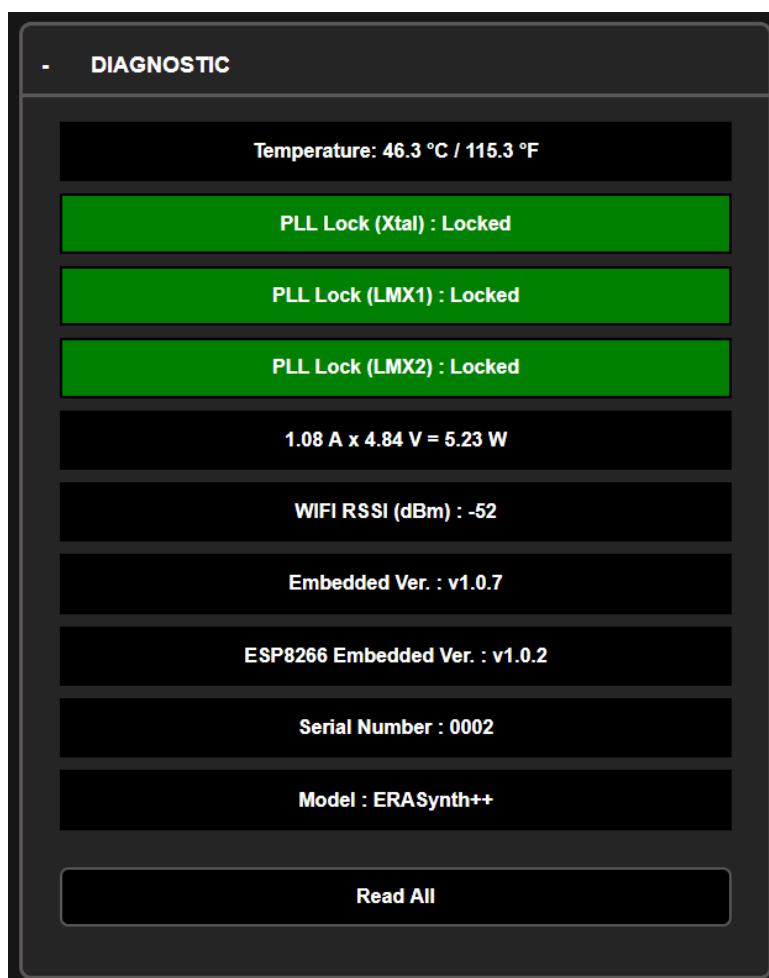 - DIAGNOSTIC
Temperature: 46.3 °C / 115.3 °F
PLL Lock (Xtal) : Locked
PLL Lock (LMX1) : Locked
PLL Lock (LMX2) : Locked
1.08 A x 4.84 V = 5.23 W
WIFI RSSI (dBm) : -52
Embedded Ver. : v1.0.7
ESP8266 Embedded Ver. : v1.0.2
Serial Number : 0002
Model : ERASynth++
Read All